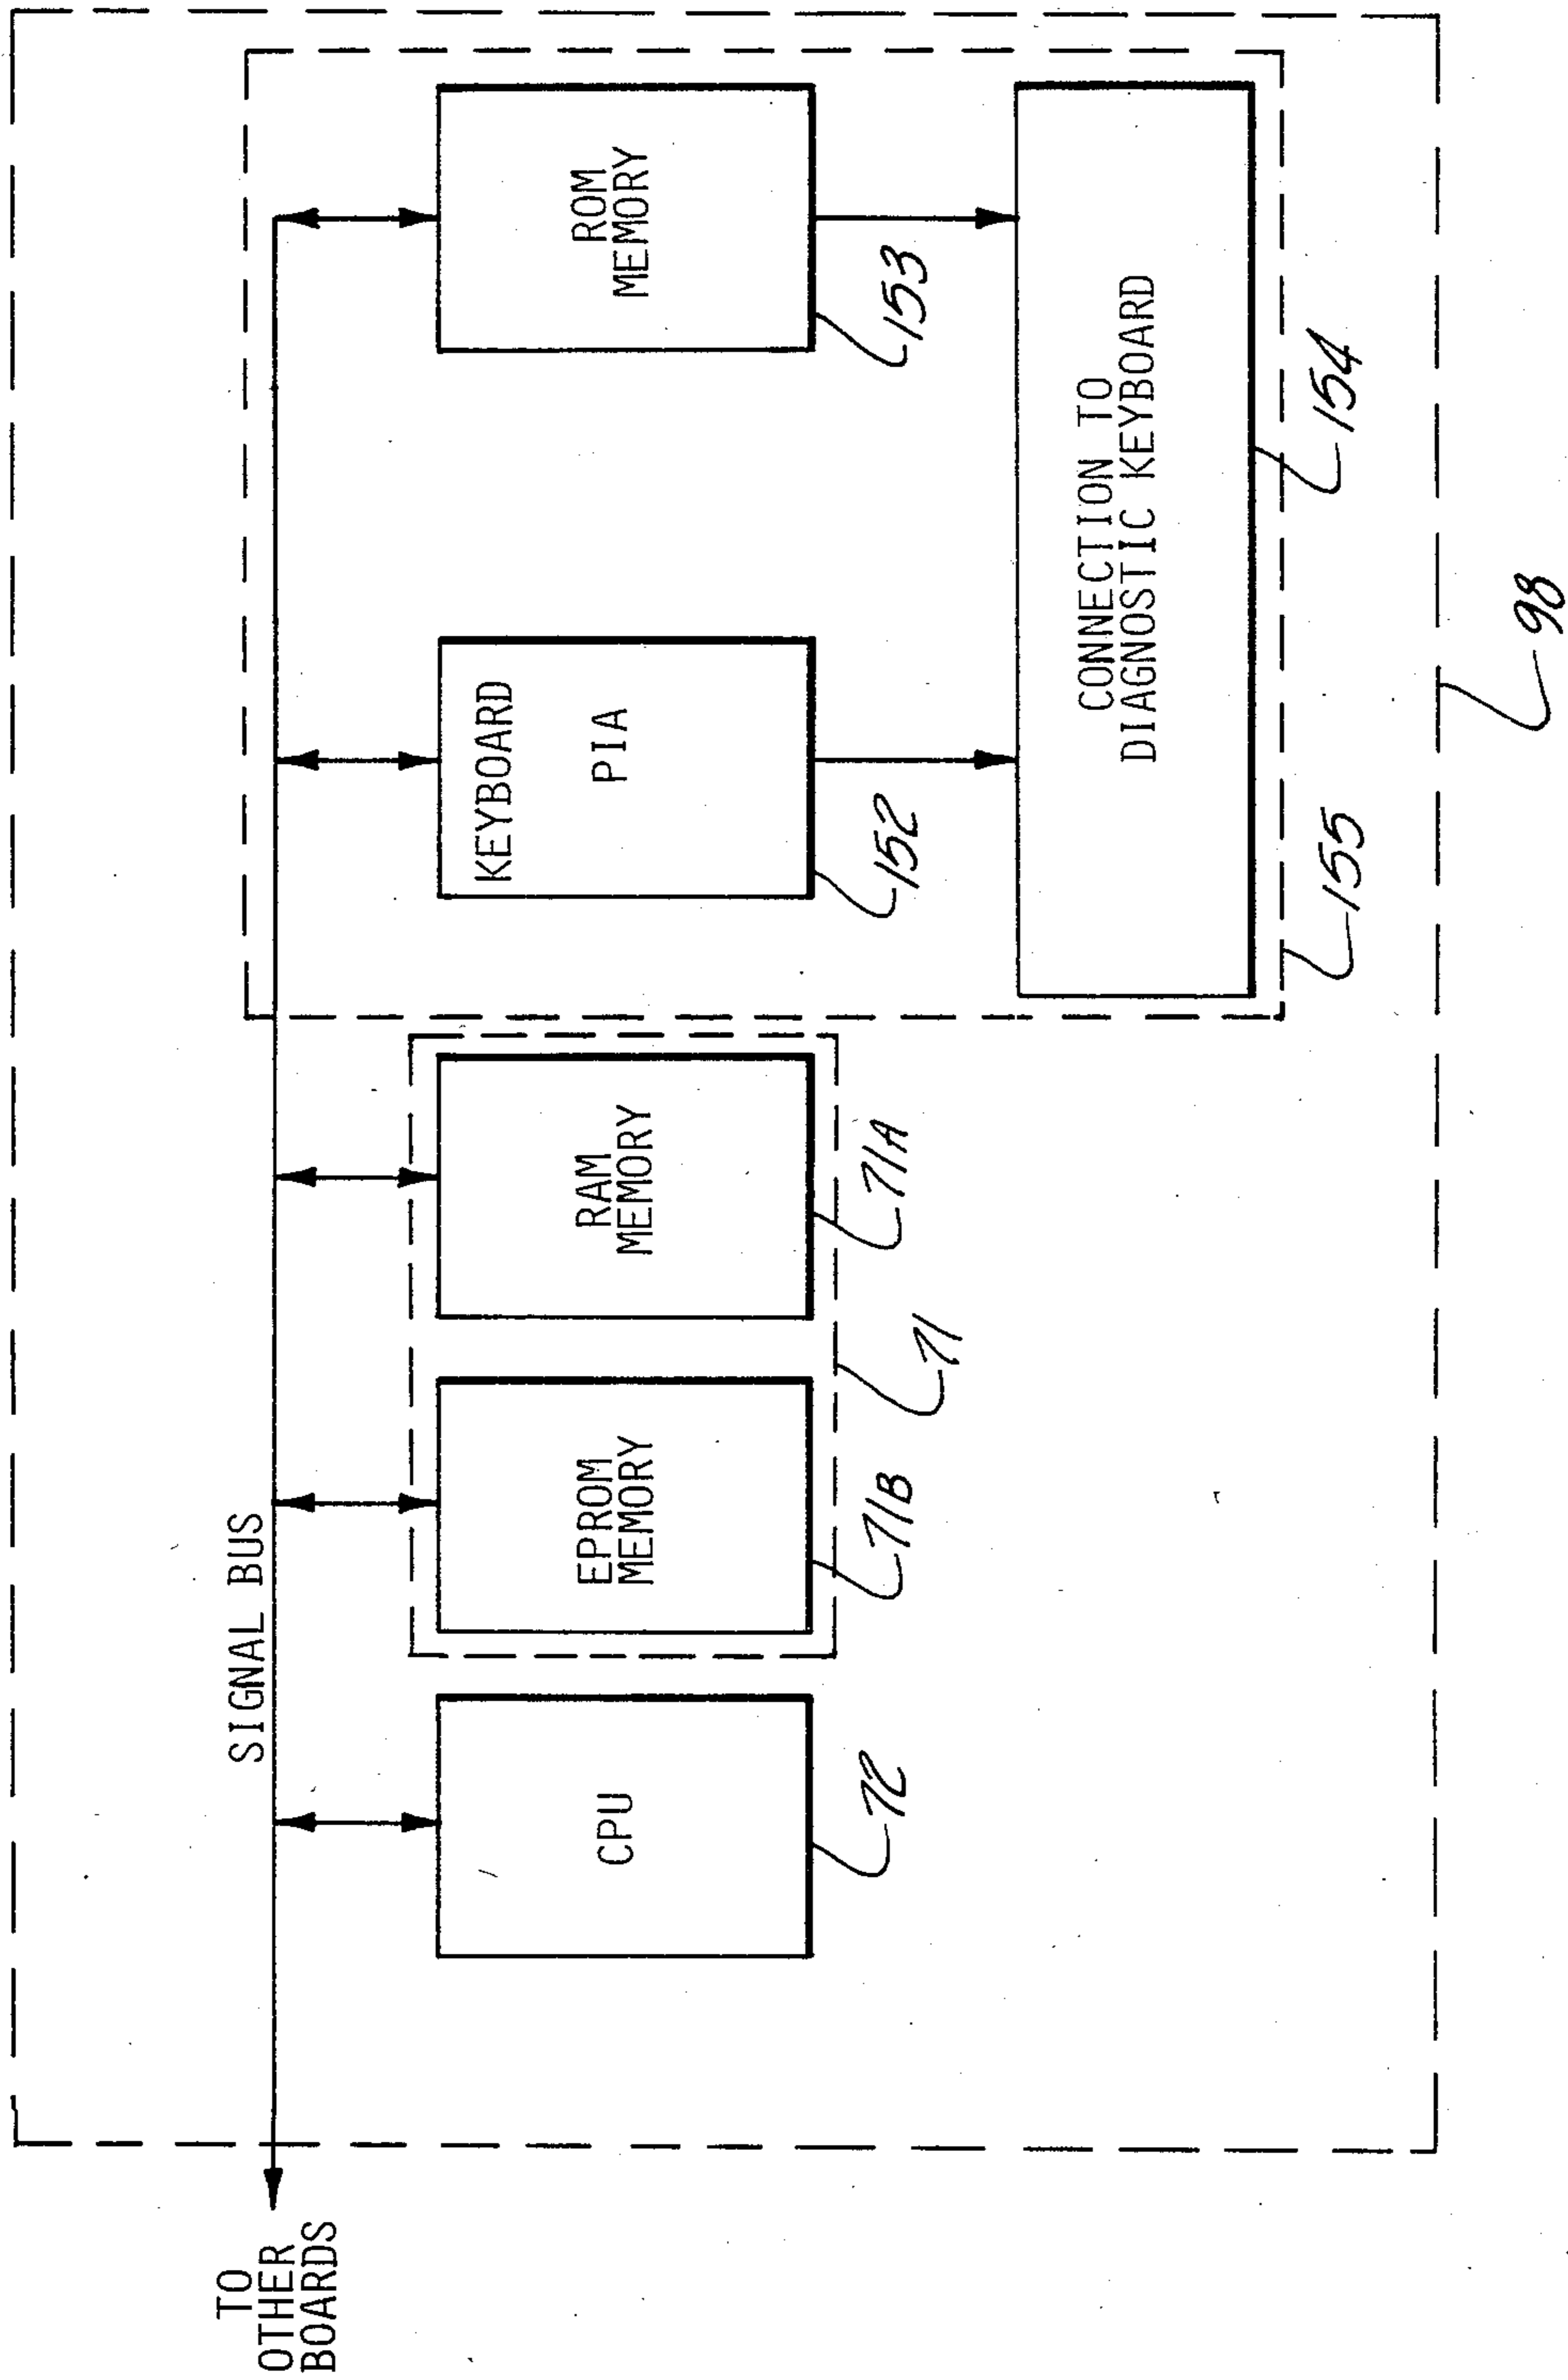 TO
OTHER
BOARDS
SIGNAL BUS
CPU
72
EPROM
MEMORY
71B
RAM
MEMORY
71A
71
KEYBOARD
PIA
152
ROM
MEMORY
153
CONNECTION TO
DIAGNOSTIC KEYBOARD
154
155
98